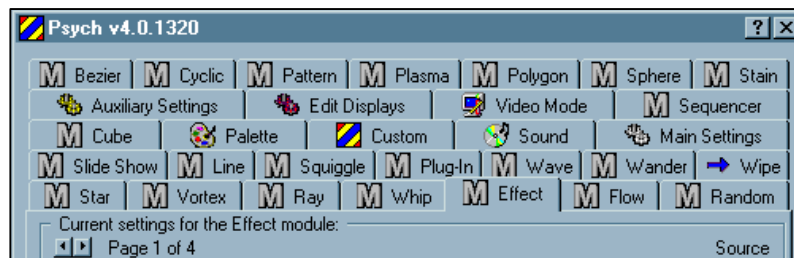 Psych v4.0.1320 ?
Bezier Cyclic Pattern Plasma Polygon Sphere Stain
Auxiliary Settings Edit Displays Video Mode Sequencer
Cube Palette Custom Sound Main Settings
Slide Show Line Squiggle Plug-In Wave Wander Wipe
Star Vortex Ray Whip Effect Flow Random
Current settings for the Effect module:
Page 1 of 4 Source